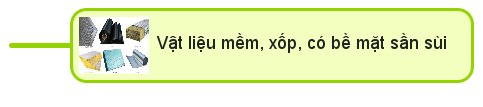 Vật liệu mềm, xốp, có bề mặt sần sùi